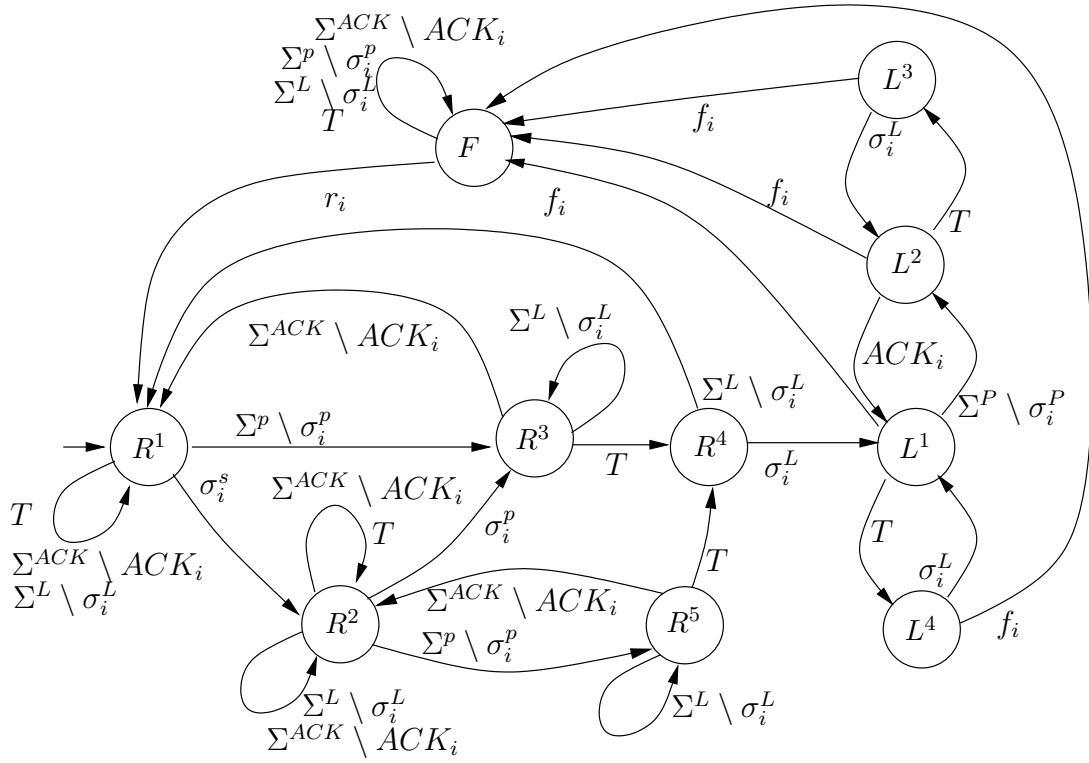 Σ^{ACK} \ ACK_i
Σ^p \ σ_i^p
Σ^L \ σ_i^L
T
F
L^3
f_i
σ_i^L
r_i
f_i
f_i
T
L^2
Σ^{ACK} \ ACK_i
Σ^L \ σ_i^L
ACK_i
Σ^L \ σ_i^L
Σ^P \ σ_i^P
R^1
Σ^p \ σ_i^p
R^3
T
R^4
σ_i^L
L^1
T
σ_i^s
Σ^{ACK} \ ACK_i
T
σ_i^p
T
σ_i^L
Σ^{ACK} \ ACK_i
Σ^L \ σ_i^L
T
R^2
Σ^{ACK} \ ACK_i
Σ^p \ σ_i^p
R^5
L^4
f_i
Σ^L \ σ_i^L
Σ^{ACK} \ ACK_i
Σ^L \ σ_i^L